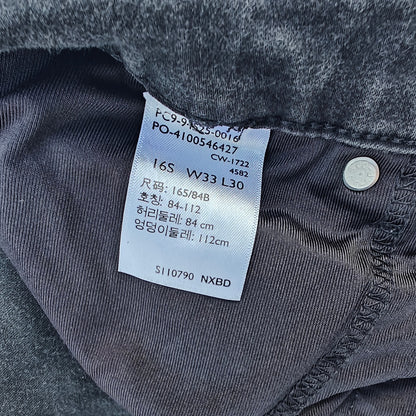 PO-4100546427
CW-1722
4582
16S W33 L30
尺码: 165/84B
호칭: 84-112
허리둘레: 84 cm
엉덩이둘레: 112cm
S110790 NXBD